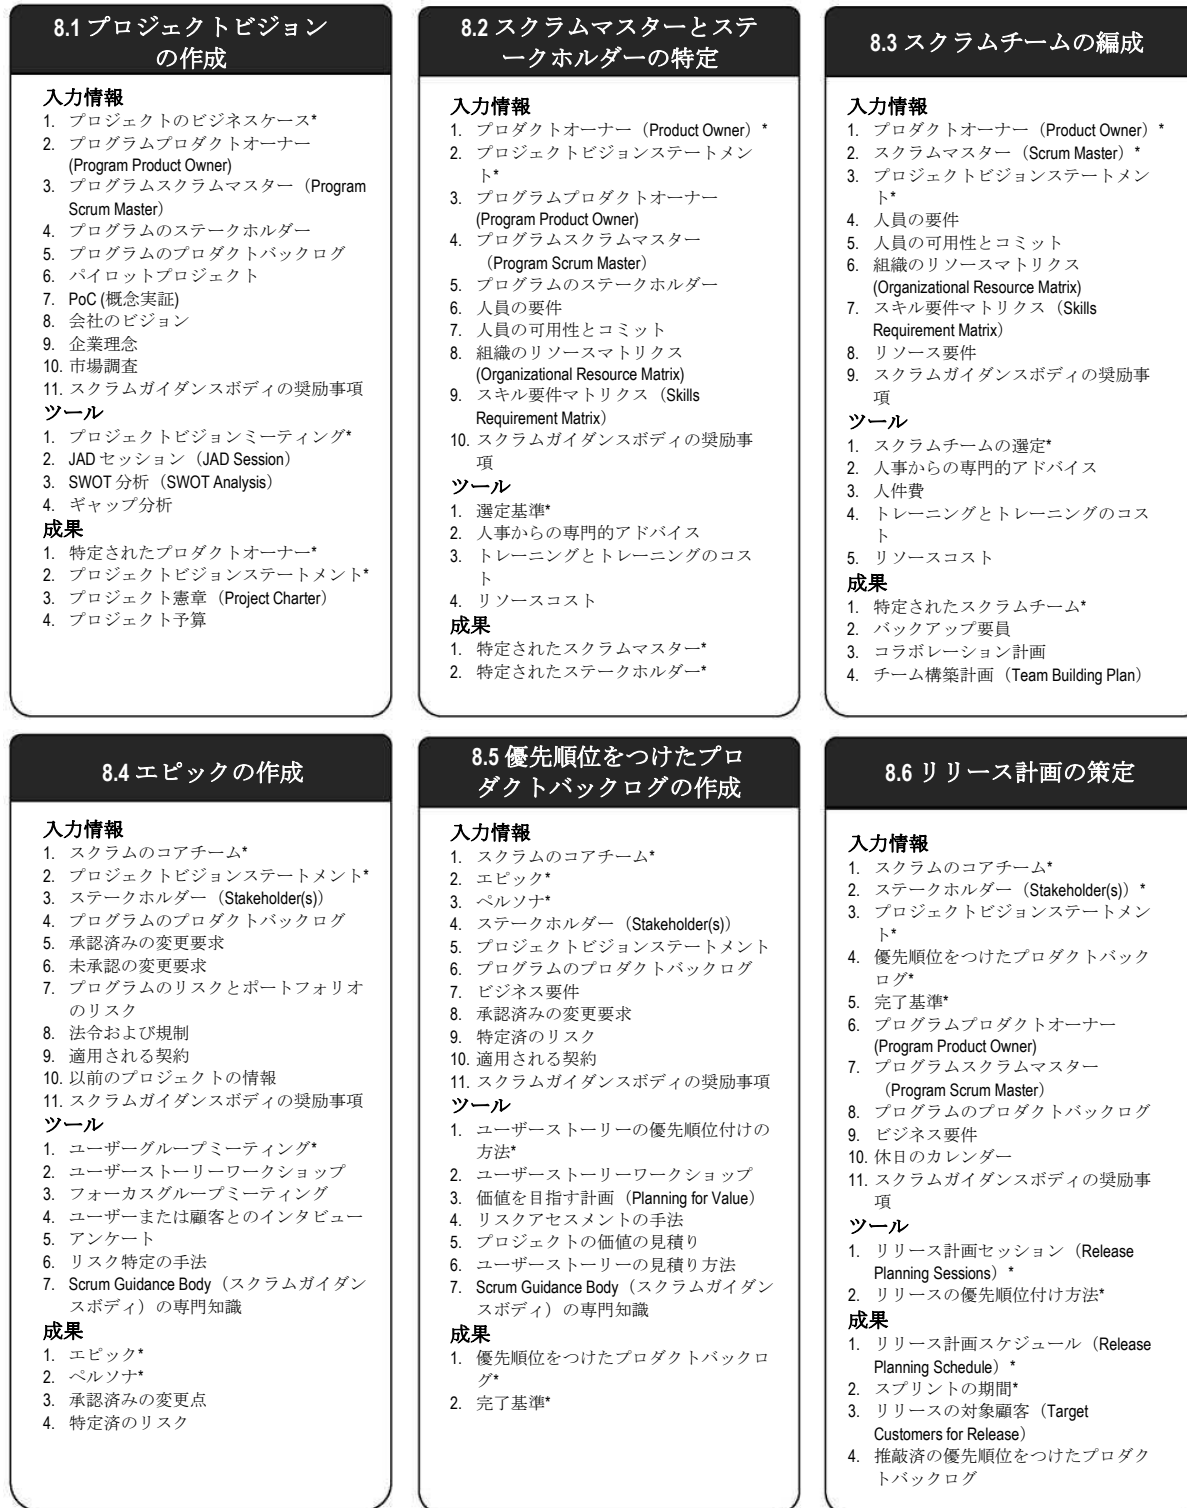 8.1 プロジェクトビジョン
の作成
入力情報
1. プロジェクトのビジネスケース*
2. プログラムプロダクトオーナー
(Program Product Owner)
3. プログラムスクラムマスター（Program
Scrum Master）
4. プログラムのステークホルダー
5. プログラムのプロダクトバックログ
6. パイロットプロジェクト
7. PoC (概念実証)
8. 会社のビジョン
9. 企業理念
10. 市場調査
11. スクラムガイダンスボディの奨励事項
ツール
1. プロジェクトビジョンミーティング*
2. JAD セッション（JAD Session）
3. SWOT 分析（SWOT Analysis）
4. ギャップ分析
成果
1. 特定されたプロダクトオーナー*
2. プロジェクトビジョンステートメント*
3. プロジェクト憲章（Project Charter）
4. プロジェクト予算
8.2 スクラムマスターとステ
ークホルダーの特定
入力情報
1. プロダクトオーナー（Product Owner）*
2. プロジェクトビジョンステートメン
ト*
3. プログラムプロダクトオーナー
(Program Product Owner)
4. プログラムスクラムマスター
（Program Scrum Master）
5. プログラムのステークホルダー
6. 人員の要件
7. 人員の可用性とコミット
8. 組織のリソースマトリクス
(Organizational Resource Matrix)
9. スキル要件マトリクス（Skills
Requirement Matrix）
10. スクラムガイダンスボディの奨励事
項
ツール
1. 選定基準*
2. 人事からの専門的アドバイス
3. トレーニングとトレーニングのコス
ト
4. リソースコスト
成果
1. 特定されたスクラムマスター*
2. 特定されたステークホルダー*
8.3 スクラムチームの編成
入力情報
1. プロダクトオーナー（Product Owner）*
2. スクラムマスター（Scrum Master）*
3. プロジェクトビジョンステートメン
ト*
4. 人員の要件
5. 人員の可用性とコミット
6. 組織のリソースマトリクス
(Organizational Resource Matrix)
7. スキル要件マトリクス（Skills
Requirement Matrix）
8. リソース要件
9. スクラムガイダンスボディの奨励事
項
ツール
1. スクラムチームの選定*
2. 人事からの専門的アドバイス
3. 人件費
4. トレーニングとトレーニングのコス
ト
5. リソースコスト
成果
1. 特定されたスクラムチーム*
2. バックアップ要員
3. コラボレーション計画
4. チーム構築計画（Team Building Plan）
8.4 エピックの作成
入力情報
1. スクラムのコアチーム*
2. プロジェクトビジョンステートメント*
3. ステークホルダー（Stakeholder(s)）
4. プログラムのプロダクトバックログ
5. 承認済みの変更要求
6. 未承認の変更要求
7. プログラムのリスクとポートフォリオ
のリスク
8. 法令および規制
9. 適用される契約
10. 以前のプロジェクトの情報
11. スクラムガイダンスボディの奨励事項
ツール
1. ユーザーグループミーティング*
2. ユーザーストーリーワークショップ
3. フォーカスグループミーティング
4. ユーザーまたは顧客とのインタビュー
5. アンケート
6. リスク特定の手法
7. Scrum Guidance Body（スクラムガイダン
スボディ）の専門知識
成果
1. エピック*
2. ペルソナ*
3. 承認済みの変更点
4. 特定済のリスク
8.5 優先順位をつけたプロ
ダクトバックログの作成
入力情報
1. スクラムのコアチーム*
2. エピック*
3. ペルソナ*
4. ステークホルダー（Stakeholder(s)）
5. プロジェクトビジョンステートメント
6. プログラムのプロダクトバックログ
7. ビジネス要件
8. 承認済みの変更要求
9. 特定済のリスク
10. 適用される契約
11. スクラムガイダンスボディの奨励事項
ツール
1. ユーザーストーリーの優先順位付けの
方法*
2. ユーザーストーリーワークショップ
3. 価値を目指す計画（Planning for Value）
4. リスクアセスメントの手法
5. プロジェクトの価値の見積り
6. ユーザーストーリーの見積り方法
7. Scrum Guidance Body（スクラムガイダン
スボディ）の専門知識
成果
1. 優先順位をつけたプロダクトバックロ
グ*
2. 完了基準*
8.6 リリース計画の策定
入力情報
1. スクラムのコアチーム*
2. ステークホルダー（Stakeholder(s)）*
3. プロジェクトビジョンステートメン
ト*
4. 優先順位をつけたプロダクトバック
ログ*
5. 完了基準*
6. プログラムプロダクトオーナー
(Program Product Owner)
7. プログラムスクラムマスター
（Program Scrum Master）
8. プログラムのプロダクトバックログ
9. ビジネス要件
10. 休日のカレンダー
11. スクラムガイダンスボディの奨励事
項
ツール
1. リリース計画セッション（Release
Planning Sessions）*
2. リリースの優先順位付け方法*
成果
1. リリース計画スケジュール（Release
Planning Schedule）*
2. スプリントの期間*
3. リリースの対象顧客（Target
Customers for Release）
4. 推敲済の優先順位をつけたプロダク
トバックログ